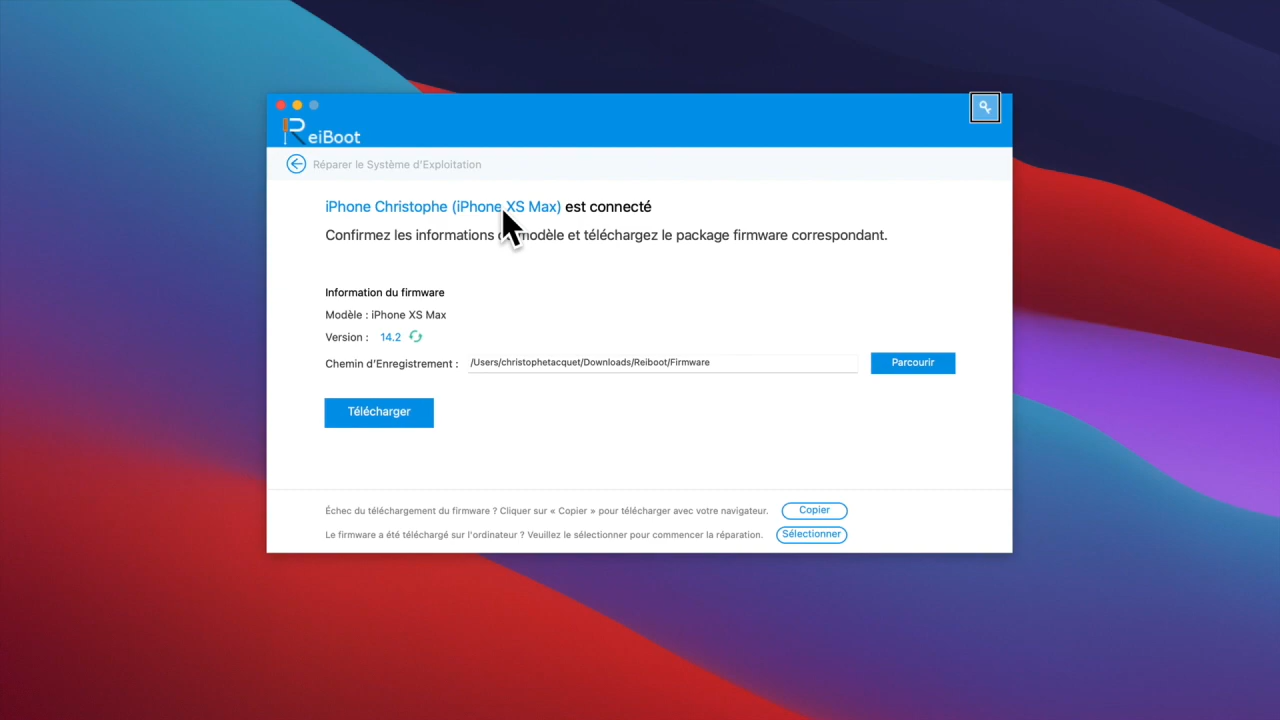 ReiBoot
Réparer le Système d'Exploitation
iPhone Christophe (iPhone XS Max) est connecté
Confirmez les informations modèle et téléchargez le package firmware correspondant.
Information du firmware
Modèle : iPhone XS Max
Version : 14.2
Chemin d'Enregistrement : /Users/christophetacquet/Downloads/Reiboot/Firmware
Parcourir
Télécharger
Échec du téléchargement du firmware ? Cliquer sur « Copier » pour télécharger avec votre navigateur. Copier
Le firmware a été téléchargé sur l'ordinateur ? Veuillez le sélectionner pour commencer la réparation. Sélectionner